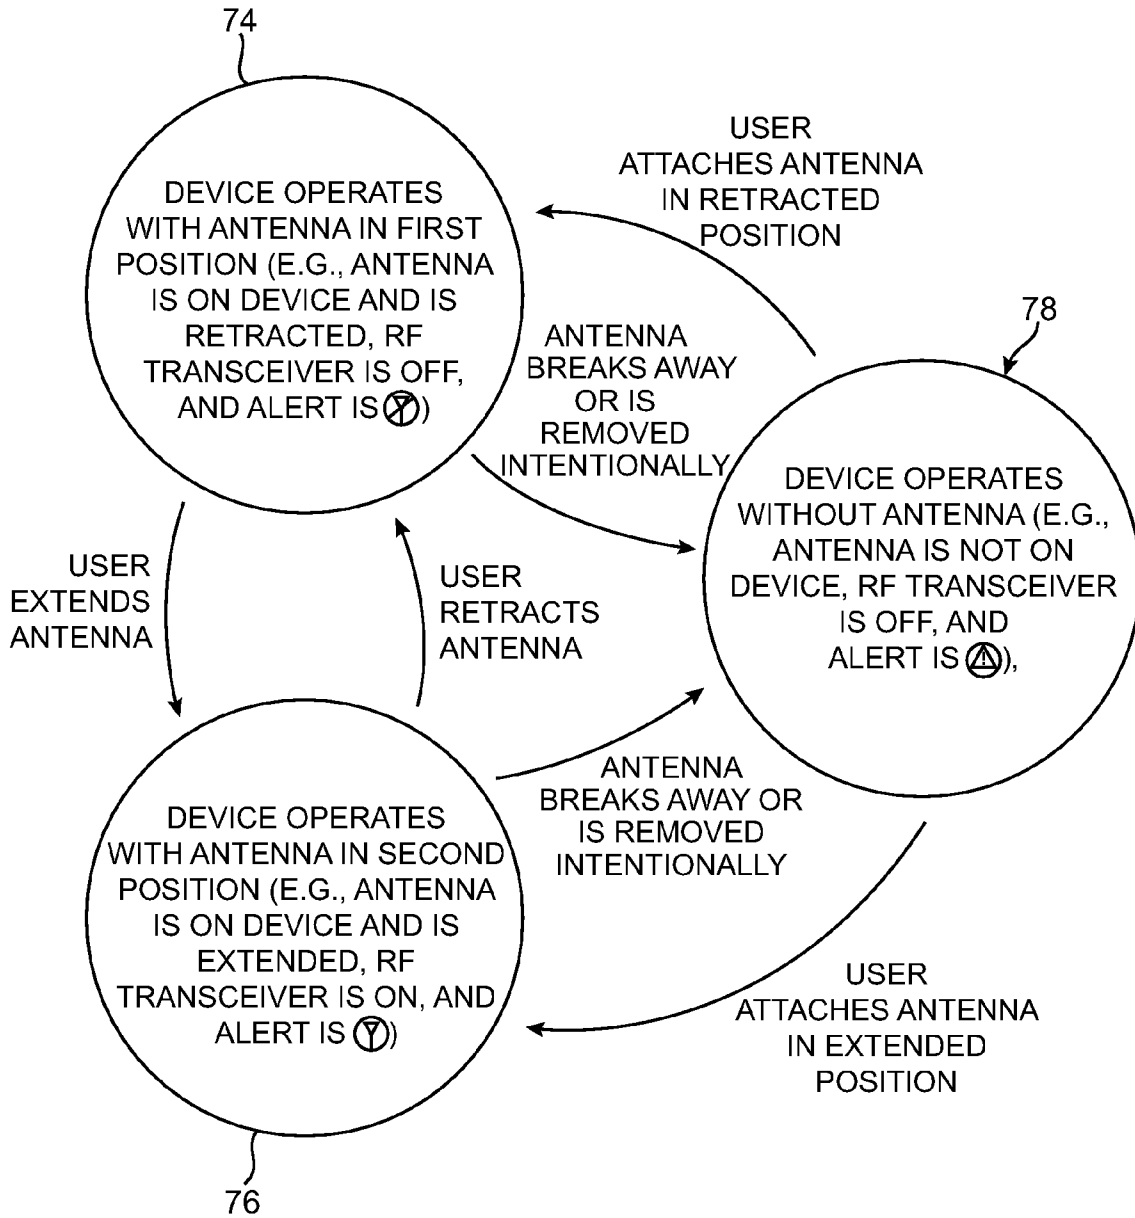 74
DEVICE OPERATES
WITH ANTENNA IN FIRST
POSITION (E.G., ANTENNA
IS ON DEVICE AND IS
RETRACTED, RF
TRANSCEIVER IS OFF,
AND ALERT IS )
USER
ATTACHES ANTENNA
IN RETRACTED
POSITION
78
ANTENNA
BREAKS AWAY
OR IS
REMOVED
INTENTIONALLY
DEVICE OPERATES
WITHOUT ANTENNA (E.G.,
ANTENNA IS NOT ON
DEVICE, RF TRANSCEIVER
IS OFF, AND
ALERT IS ),
USER
EXTENDS
ANTENNA
USER
RETRACTS
ANTENNA
ANTENNA
BREAKS AWAY OR
IS REMOVED
INTENTIONALLY
DEVICE OPERATES
WITH ANTENNA IN SECOND
POSITION (E.G., ANTENNA
IS ON DEVICE AND IS
EXTENDED, RF
TRANSCEIVER IS ON, AND
ALERT IS )
USER
ATTACHES ANTENNA
IN EXTENDED
POSITION
76